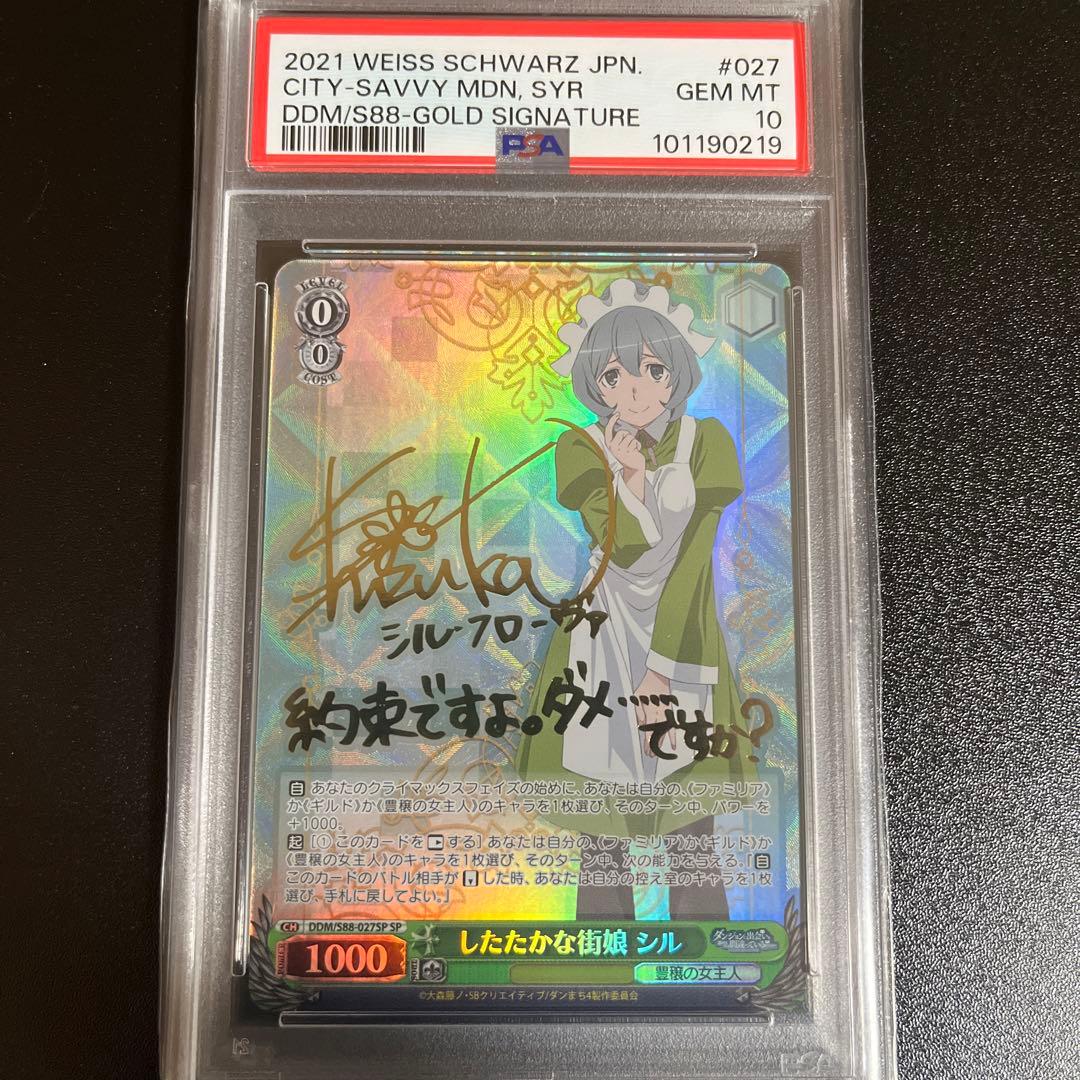 2021 WEISS SCHWARZ JPN. #027
CITY-SAVVY MDN, SYR GEM MT
DDM/S88-GOLD SIGNATURE 10
PSA 101190219
LEVEL
0
0
COST
シル・フローヴァ
約束ですよ。ダメ……ですか?
自 あなたのクライマックスフェイズの始めに、あなたは自分の、《ファミリア》
か《ギルド》か《豊穣の女主人》のキャラを1枚選び、そのターン中、パワーを
+1000。
起 [① このカードを する] あなたは自分の、《ファミリア》か《ギルド》か
《豊穣の女主人》のキャラを1枚選び、そのターン中、次の能力を与える。「自
このカードのバトル相手が した時、あなたは自分の控え室のキャラを1枚
選び、手札に戻してよい。」
CH DDM/S88-027SP SP
したたかな街娘 シル
POWER 1000 SOUL
豊穣の女主人
©大森藤ノ・SBクリエイティブ/ダンまち4製作委員会